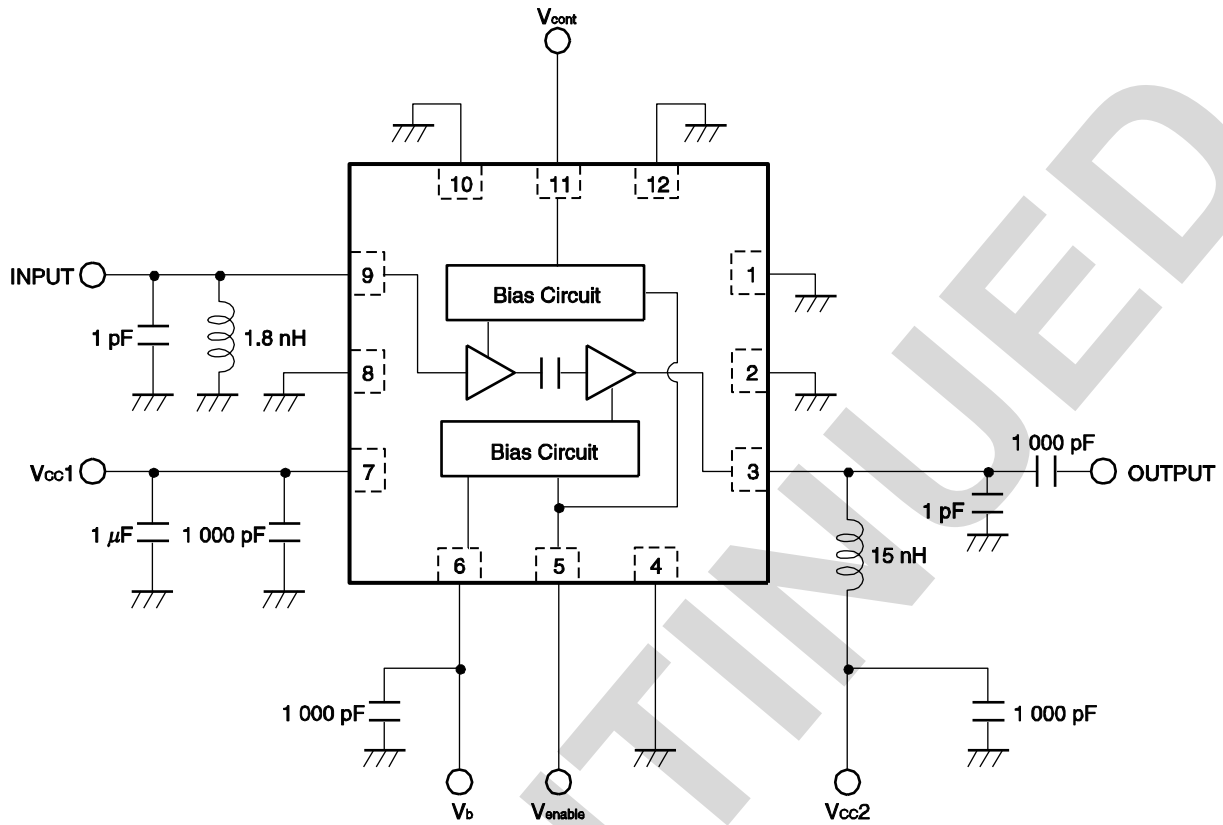 Vcont
10
11
12
INPUT
9
Bias Circuit
1
1 pF
1.8 nH
8
2
Bias Circuit
1 000 pF
VCC1
7
3
OUTPUT
1 µF
1 000 pF
1 pF
6
5
4
15 nH
1 000 pF
1 000 pF
Vb
Venable
VCC2
TINUED